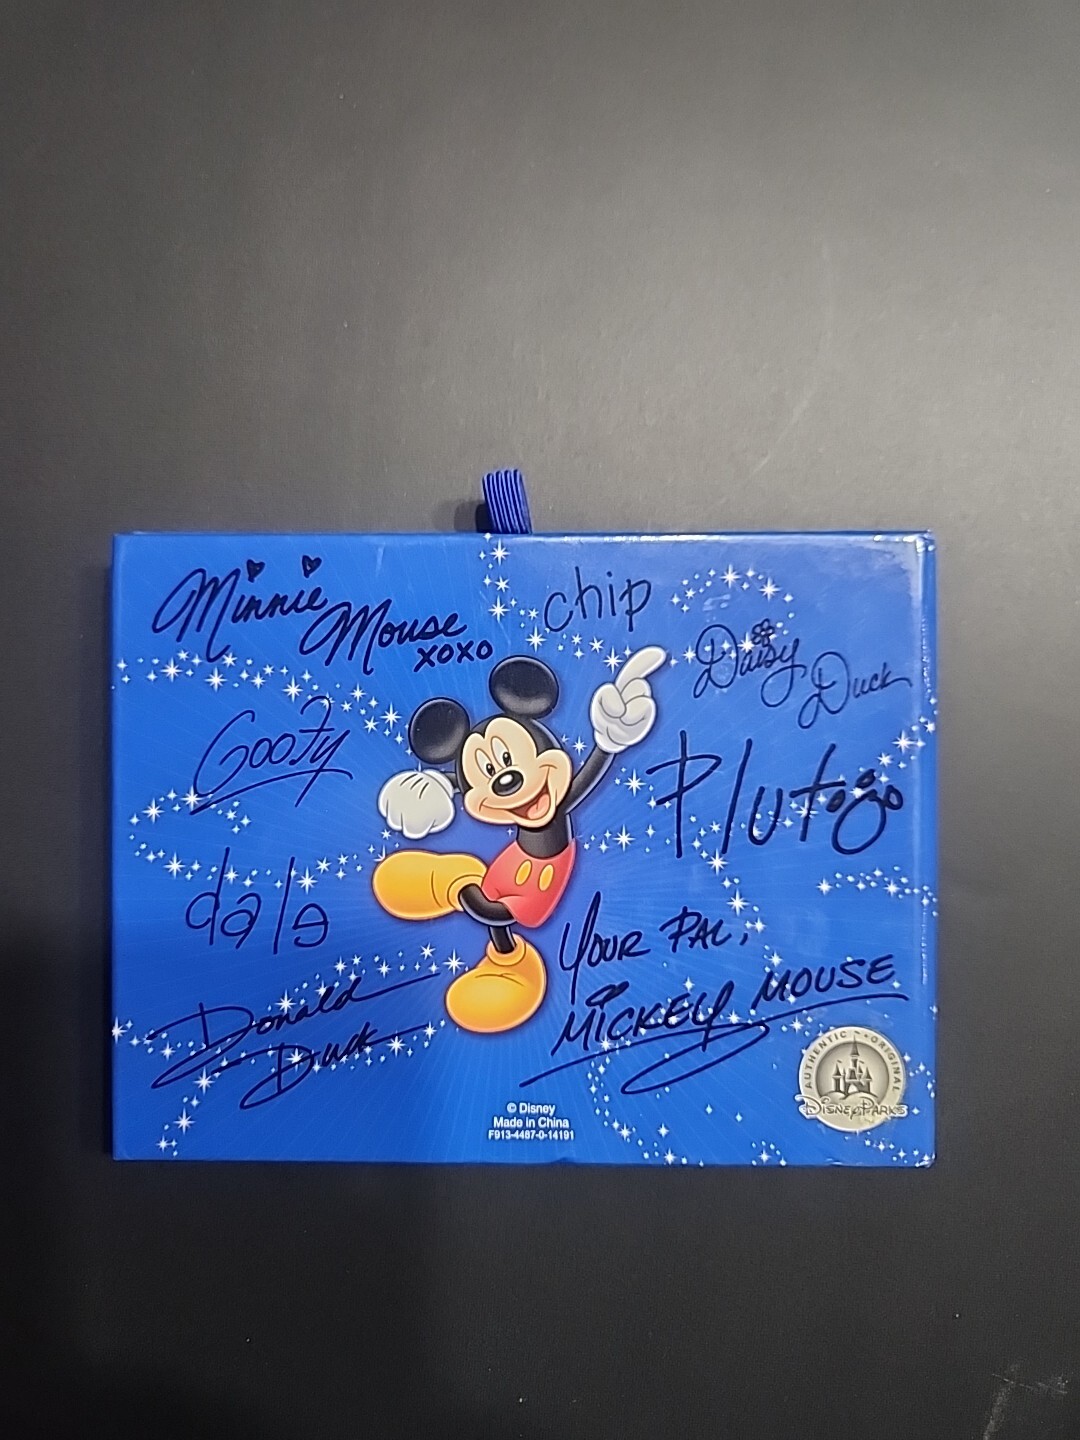 Minnie
Mouse
xoxo
chip
Daisy
Duck
Goofy
Pluto
dale
YOUR PAL,
MICKEY MOUSE
Donald
Duck
AUTHENTIC • ORIGINAL
DISNEY PARKS
© Disney
Made in China
F913-4487-0-14191